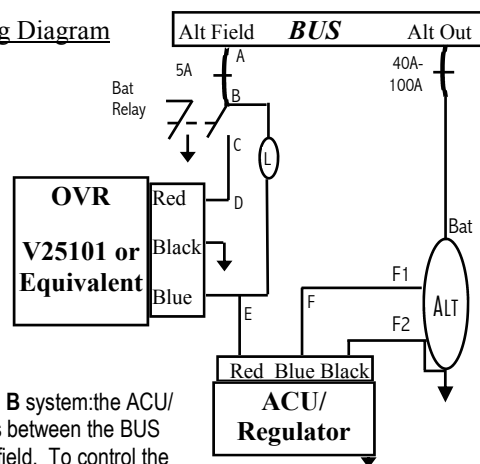 g Diagram
Alt Field BUS Alt Out
A
5A
40A-
100A
Bat
Relay
B
C
L
OVR
V25101 or
Equivalent
Red
D
Black
Blue
Bat
F1
E
F
ALT
F2
Red Blue Black
ACU/
Regulator
B system:the ACU/
s between the BUS
field. To control the